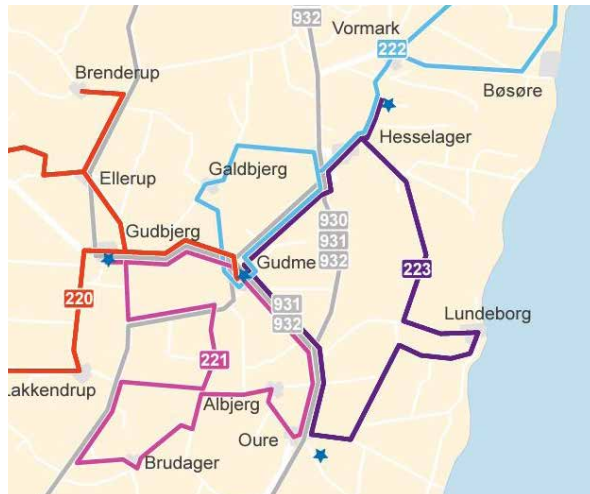 932
Vormark
222
Brenderup
Bøsøre
Hesselager
Ellerup
Galdbjerg
Gudbjerg
930
931
932
Gudme
223
220
931
932
Lundeborg
221
Lakkendrup
Albjerg
Oure
Brudager